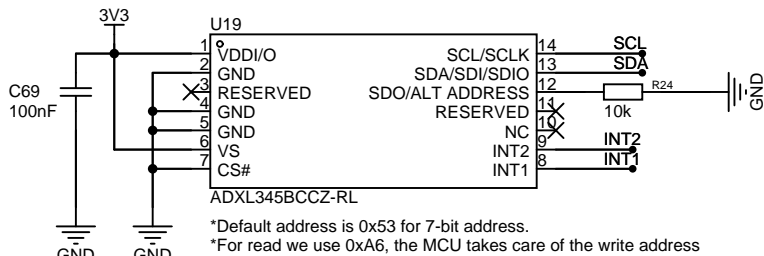 3V3
U19
1 VDDI/O SCL/SCLK 14 SCL
2 GND SDA/SDI/SDIO 13 SDA
3 RESERVED SDO/ALT ADDRESS 12 R24
C69 4 GND RESERVED 11 10k GND
100nF 5 GND NC 10
6 VS INT2 9 INT2
7 CS# INT1 8 INT1
ADXL345BCCZ-RL
*Default address is 0x53 for 7-bit address.
*For read we use 0xA6, the MCU takes care of the write address
GND GND